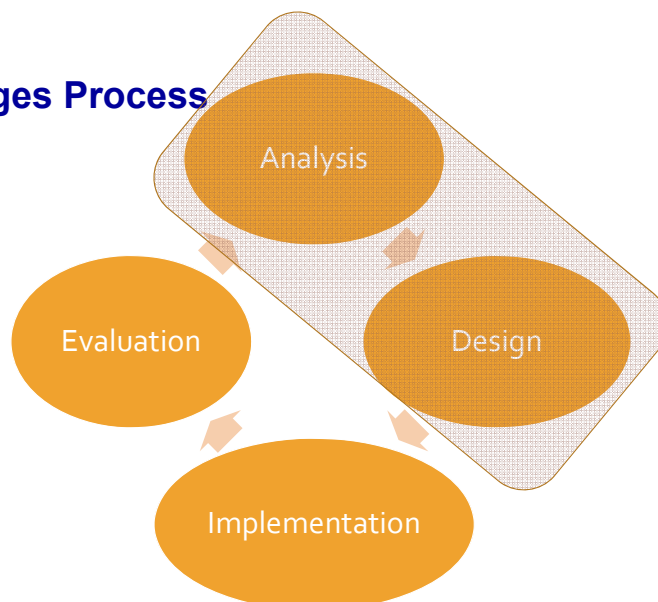 ges Process
Analysis
Evaluation
Design
Implementation